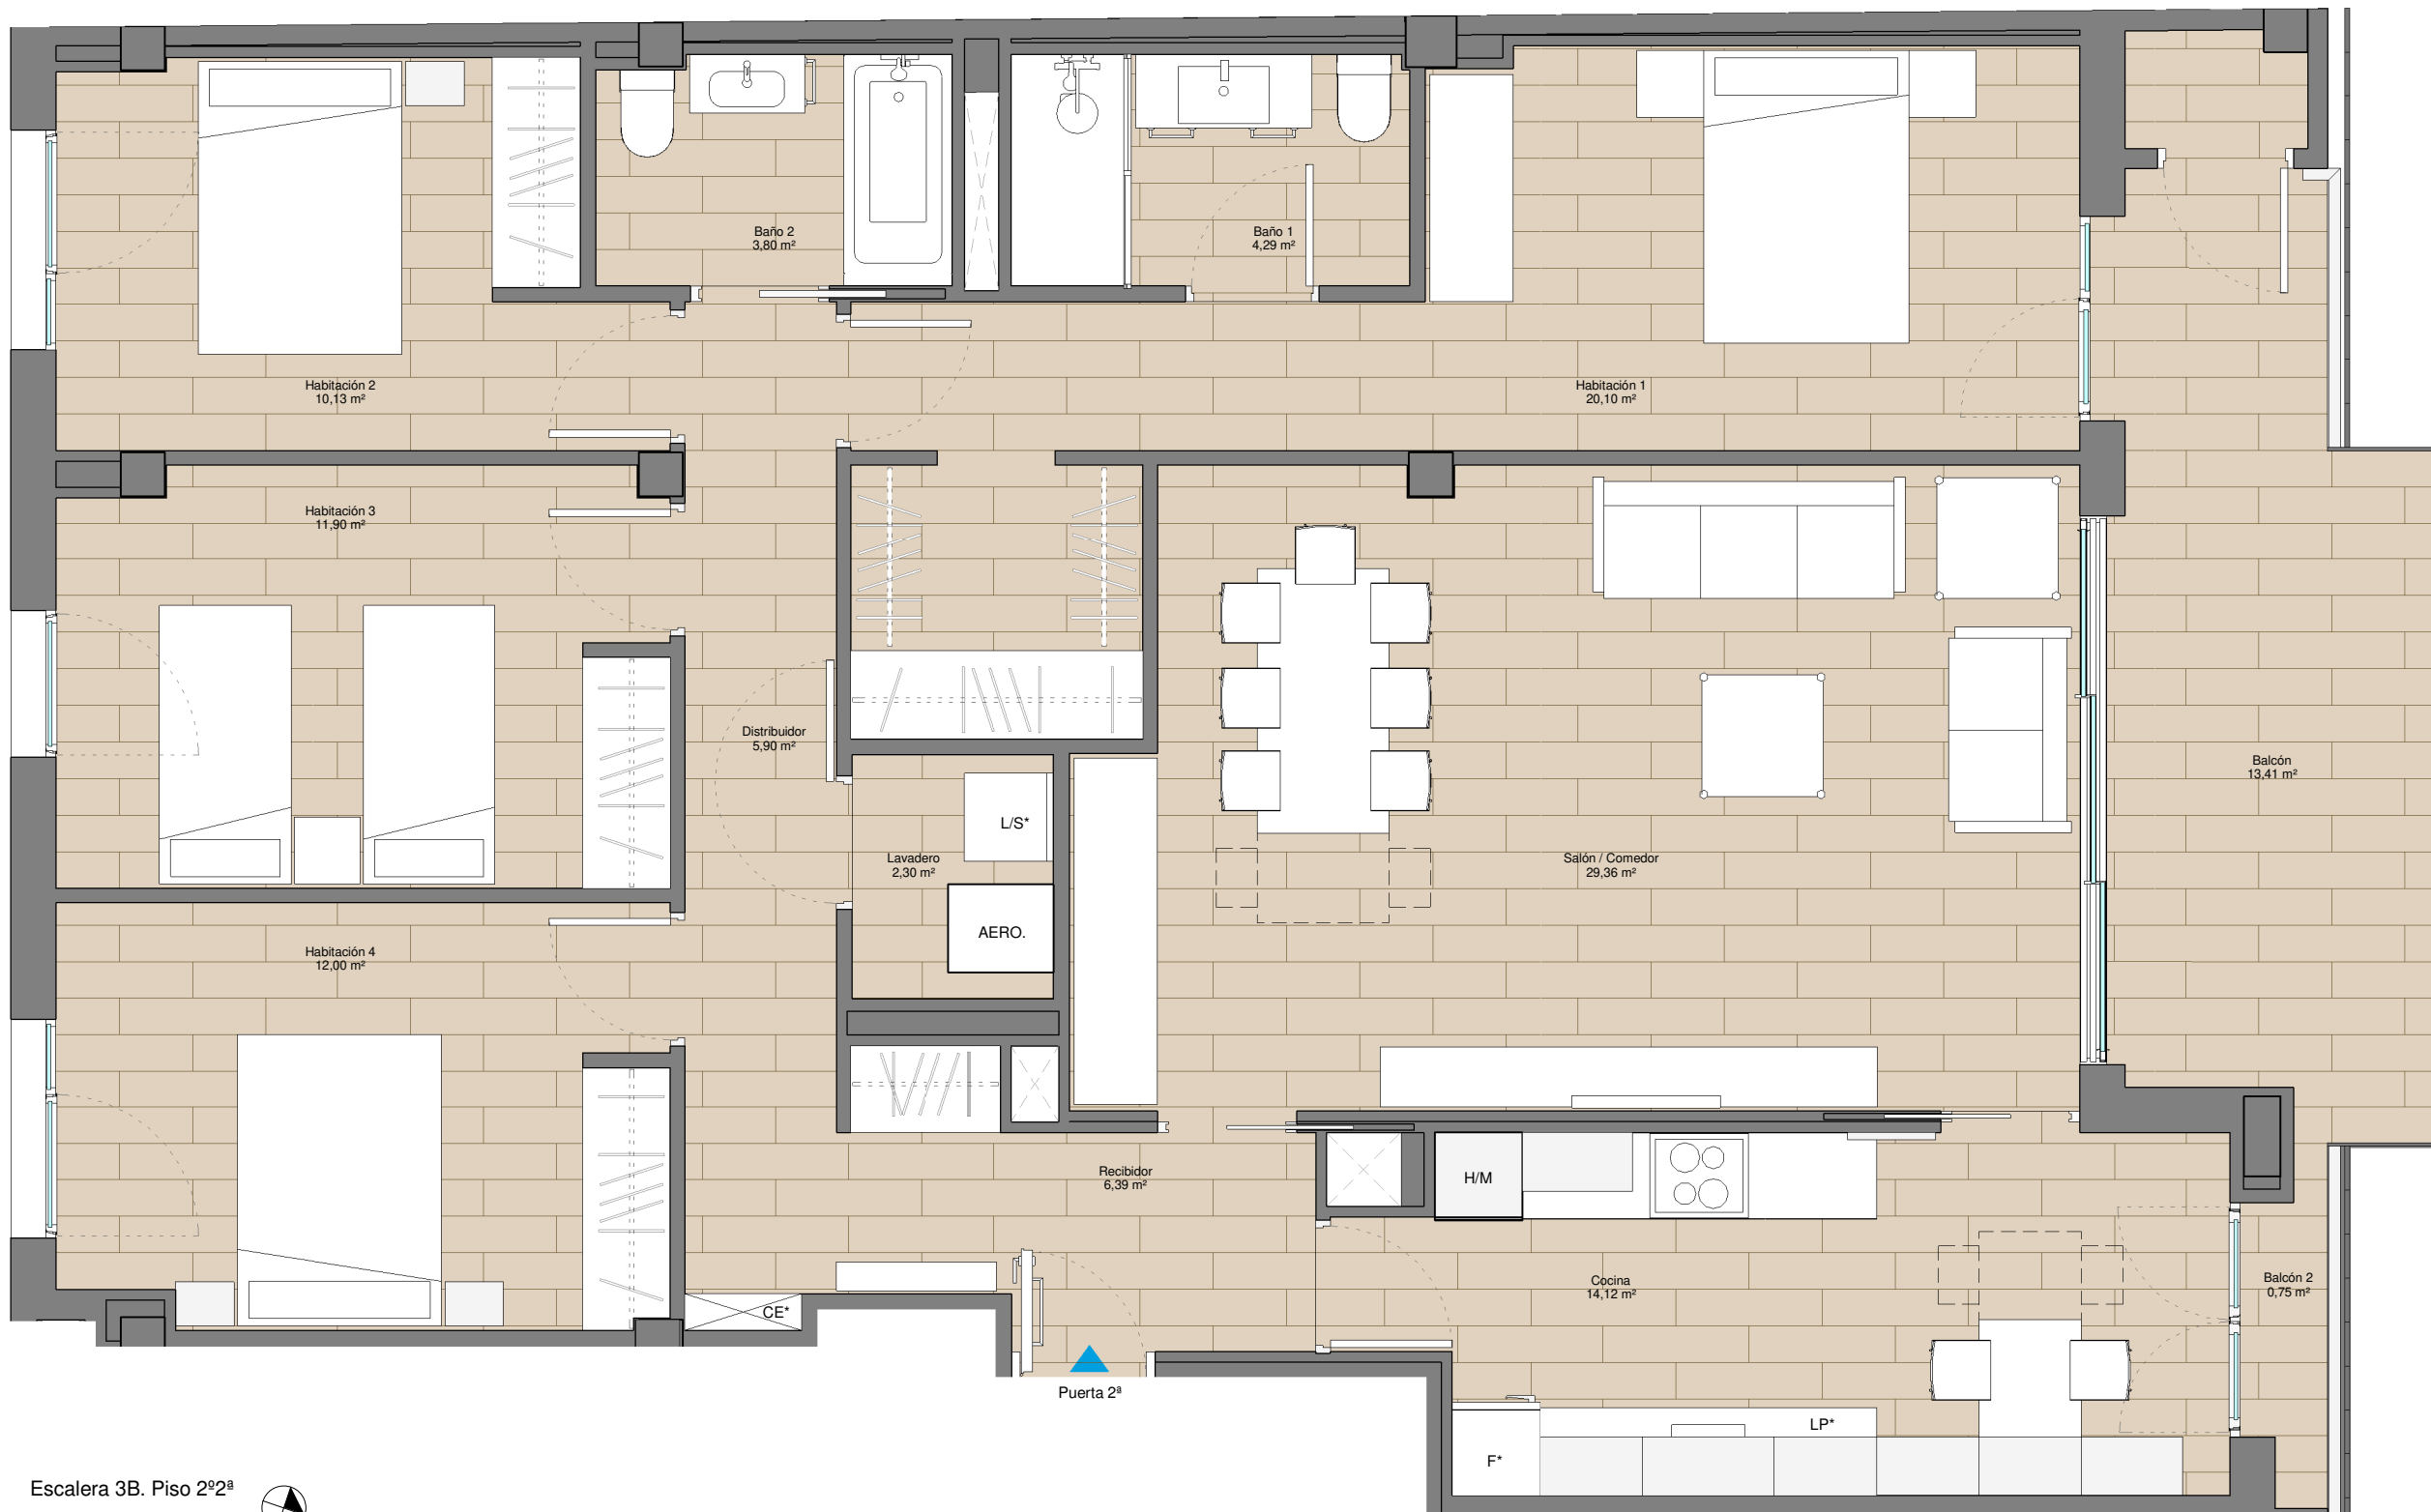 Baño 2
3,80 m²
Baño 1
4,29 m²
Habitación 2
10,13 m²
Habitación 1
20,10 m²
Habitación 3
11,90 m²
Distribuidor
5,90 m²
Balcón
13,41 m²
L/S*
Lavadero
2,30 m²
Salón / Comedor
29,36 m²
AERO.
Habitación 4
12,00 m²
Recibidor
6,39 m²
H/M
Cocina
14,12 m²
Balcón 2
0,75 m²
CE*
Puerta 2ª
LP*
F*
Escalera 3B. Piso 2º2ª